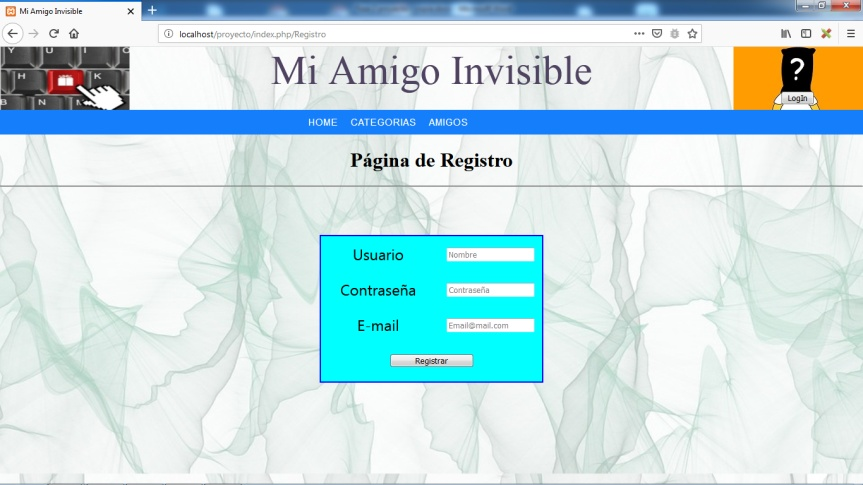 Mi Amigo Invisible
localhost/proyecto/index.php/Registro
Mi Amigo Invisible
?
LogIn
HOME CATEGORIAS AMIGOS
Página de Registro
Usuario Nombre
Contraseña Contraseña
E-mail Email@mail.com
Registrar